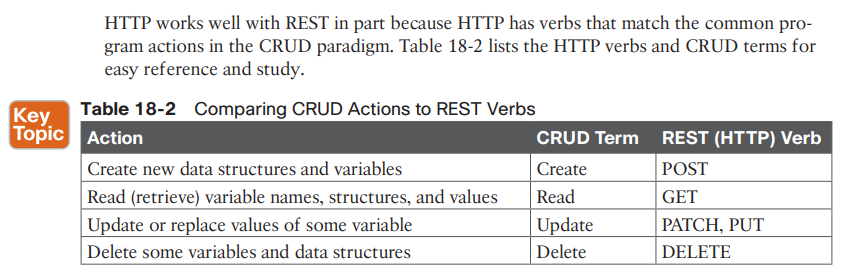 HTTP works well with REST in part because HTTP has verbs that match the common pro-
gram actions in the CRUD paradigm. Table 18-2 lists the HTTP verbs and CRUD terms for
easy reference and study.
Key
Topic
Table 18-2 Comparing CRUD Actions to REST Verbs
Action CRUD Term REST (HTTP) Verb
Create new data structures and variables Create POST
Read (retrieve) variable names, structures, and values Read GET
Update or replace values of some variable Update PATCH, PUT
Delete some variables and data structures Delete DELETE